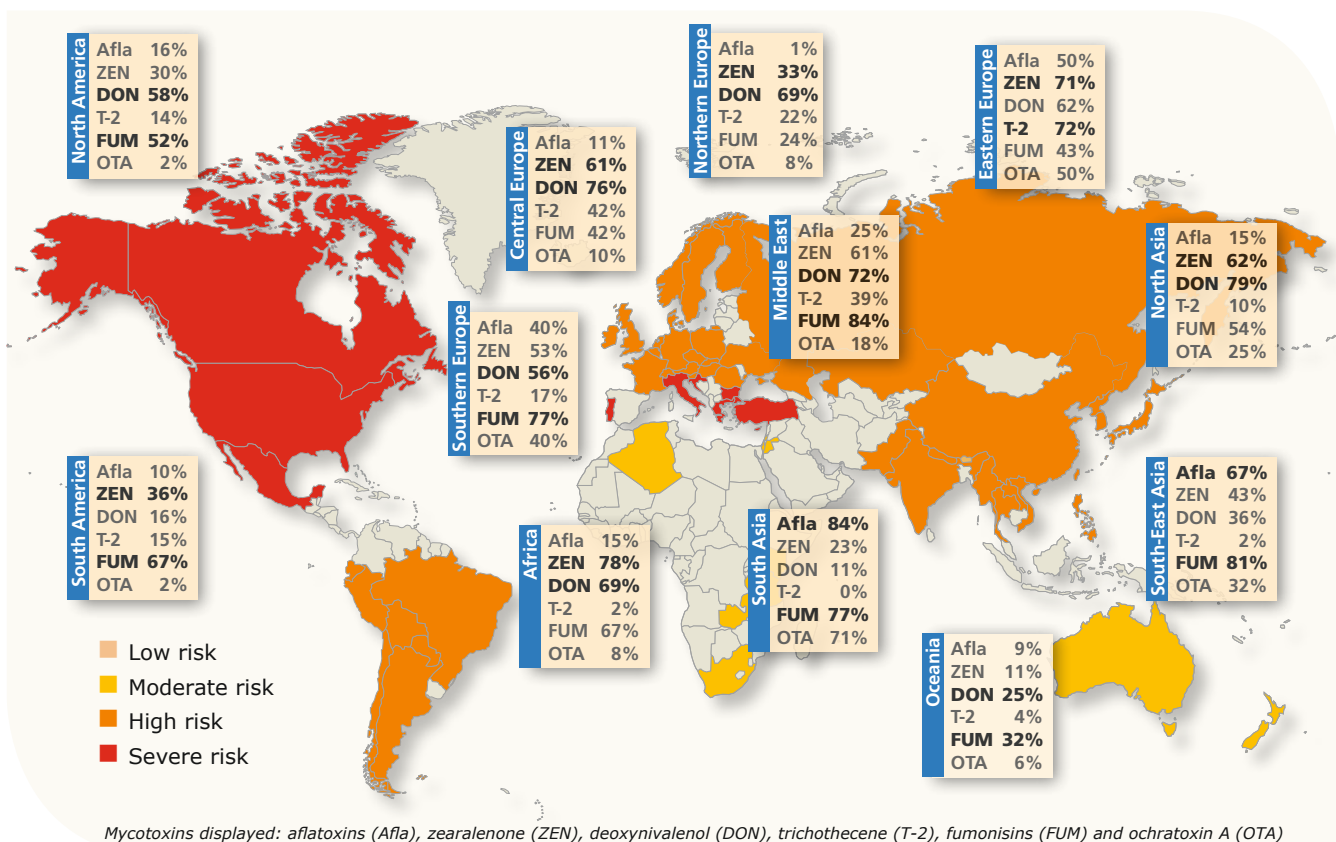 North America
Afla 16%
ZEN 30%
DON 58%
T-2 14%
FUM 52%
OTA 2%
Northern Europe
Afla 1%
ZEN 33%
DON 69%
T-2 22%
FUM 24%
OTA 8%
Eastern Europe
Afla 50%
ZEN 71%
DON 62%
T-2 72%
FUM 43%
OTA 50%
Central Europe
Afla 11%
ZEN 61%
DON 76%
T-2 42%
FUM 42%
OTA 10%
Middle East
Afla 25%
ZEN 61%
DON 72%
T-2 39%
FUM 84%
OTA 18%
North Asia
Afla 15%
ZEN 62%
DON 79%
T-2 10%
FUM 54%
OTA 25%
Southern Europe
Afla 40%
ZEN 53%
DON 56%
T-2 17%
FUM 77%
OTA 40%
South America
Afla 10%
ZEN 36%
DON 16%
T-2 15%
FUM 67%
OTA 2%
Africa
Afla 15%
ZEN 78%
DON 69%
T-2 2%
FUM 67%
OTA 8%
South Asia
Afla 84%
ZEN 23%
DON 11%
T-2 0%
FUM 77%
OTA 71%
South-East Asia
Afla 67%
ZEN 43%
DON 36%
T-2 2%
FUM 81%
OTA 32%
Oceania
Afla 9%
ZEN 11%
DON 25%
T-2 4%
FUM 32%
OTA 6%
Low risk
Moderate risk
High risk
Severe risk
Mycotoxins displayed: aflatoxins (Afla), zearalenone (ZEN), deoxynivalenol (DON), trichothecene (T-2), fumonisins (FUM) and ochratoxin A (OTA)